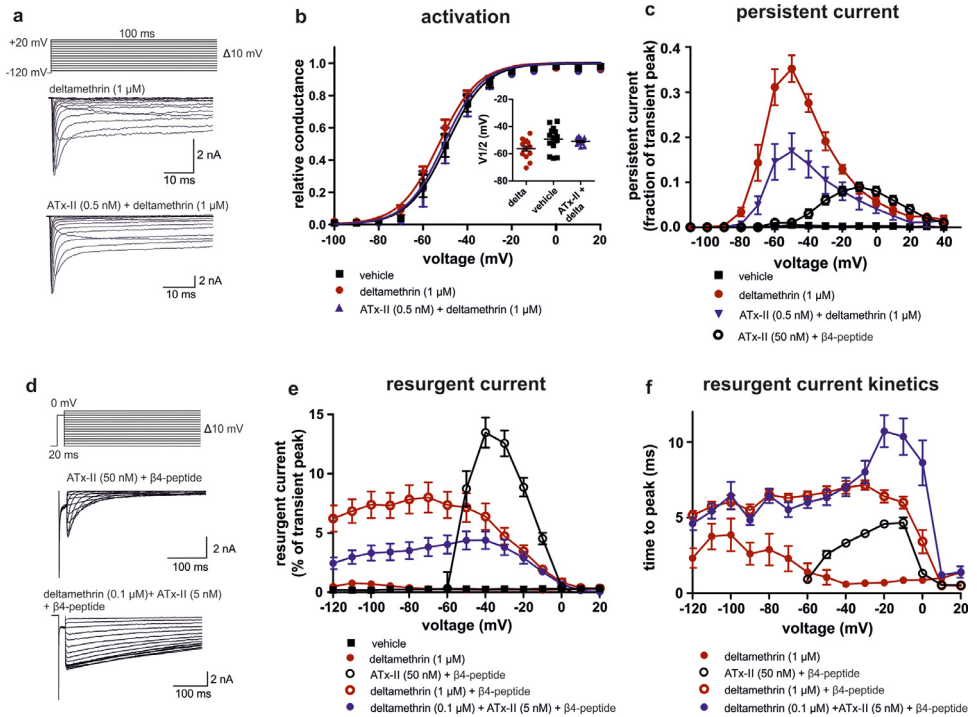 a
100 ms
+20 mV
Δ10 mV
-120 mV
deltamethrin (1 µM)
2 nA
10 ms
ATx-II (0.5 nM) + deltamethrin (1 µM)
2 nA
10 ms
b
activation
relative conductance
1.0
0.8
0.6
0.4
0.2
0.0
-100
-80
-60
-40
-20
0
20
voltage (mV)
V1/2 (mV)
0
-20
-40
-60
-80
delta
vehicle
ATx-II +
delta
vehicle
deltamethrin (1 µM)
ATx-II (0.5 nM) + deltamethrin (1 µM)
c
persistent current
persistent current
(fraction of transient peak)
0.4
0.3
0.2
0.1
0.0
-100
-80
-60
-40
-20
0
20
40
voltage (mV)
vehicle
deltamethrin (1 µM)
ATx-II (0.5 nM) + deltamethrin (1 µM)
ATx-II (50 nM) + β4-peptide
d
0 mV
Δ10 mV
20 ms
ATx-II (50 nM) + β4-peptide
2 nA
100 ms
deltamethrin (0.1 µM)+ ATx-II (5 nM)
+ β4-peptide
2 nA
100 ms
e
resurgent current
resurgent current
(% of transient peak)
15
10
5
0
-120
-100
-80
-60
-40
-20
0
20
voltage (mV)
vehicle
deltamethrin (1 µM)
ATx-II (50 nM) + β4-peptide
deltamethrin (1 µM) + β4-peptide
deltamethrin (0.1 µM) + ATx-II (5 nM) + β4-peptide
f
resurgent current kinetics
time to peak (ms)
10
5
0
-120
-100
-80
-60
-40
-20
0
20
voltage (mV)
deltamethrin (1 µM)
ATx-II (50 nM) + β4-peptide
deltamethrin (1 µM) + β4-peptide
deltamethrin (0.1 µM) +ATx-II (5 nM) + β4-peptide